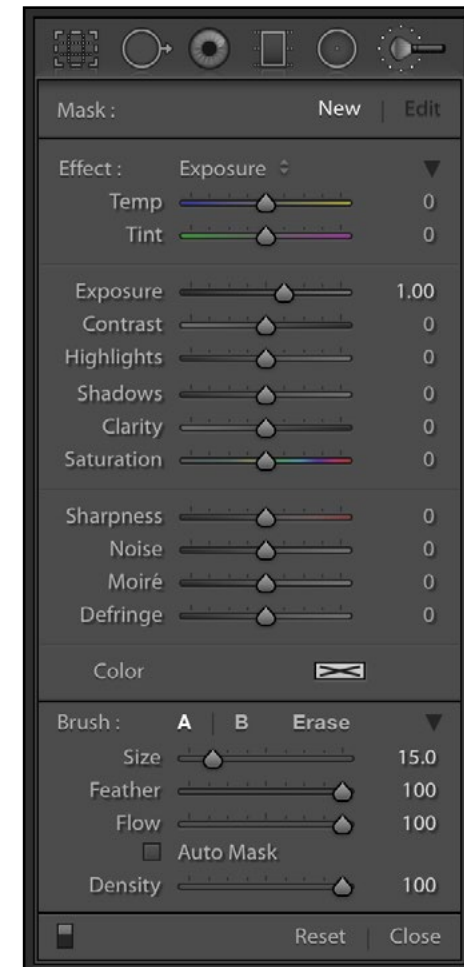 Mask : New | Edit
Effect : Exposure
Temp 0
Tint 0
Exposure 1.00
Contrast 0
Highlights 0
Shadows 0
Clarity 0
Saturation 0
Sharpness 0
Noise 0
Moiré 0
Defringe 0
Color
Brush : A | B Erase
Size 15.0
Feather 100
Flow 100
Auto Mask
Density 100
Reset | Close